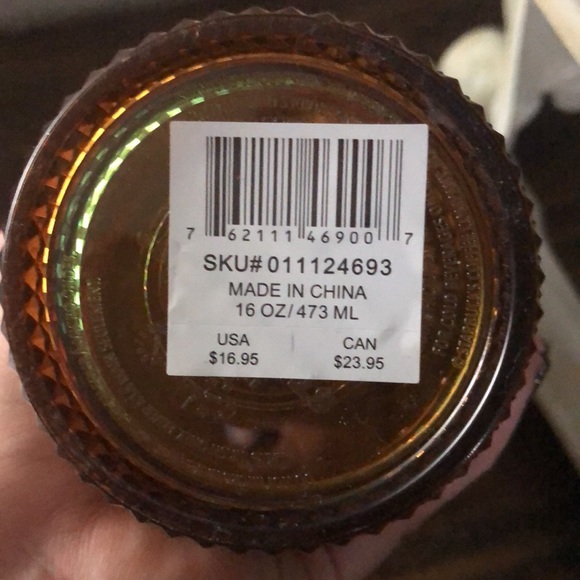 7 62111 46900 7
SKU# 011124693
MADE IN CHINA
16 OZ/473 ML
USA CAN
$16.95 $23.95